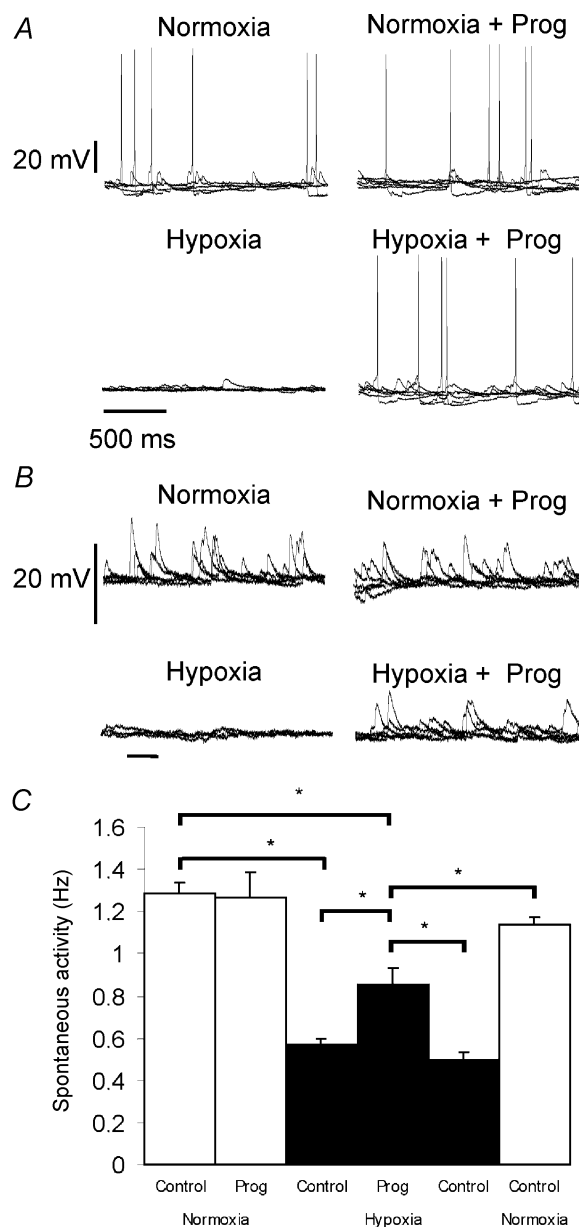 A
Normoxia
Normoxia + Prog
20 mV
Hypoxia
Hypoxia + Prog
500 ms
B
Normoxia
Normoxia + Prog
20 mV
Hypoxia
Hypoxia + Prog
C
Spontaneous activity (Hz)
1.6
1.4
1.2
1
0.8
0.6
0.4
0.2
0
*
*
*
*
*
Control
Prog
Control
Prog
Control
Control
Normoxia
Hypoxia
Normoxia